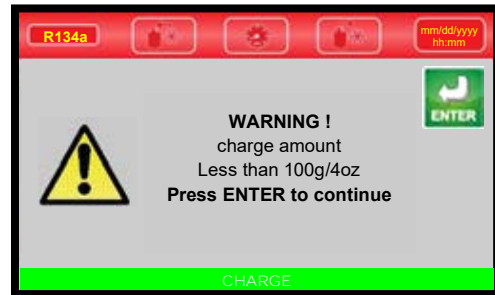 R134a
mm/dd/yyyy
hh:mm
ENTER
WARNING !
charge amount
Less than 100g/4oz
Press ENTER to continue
CHARGE